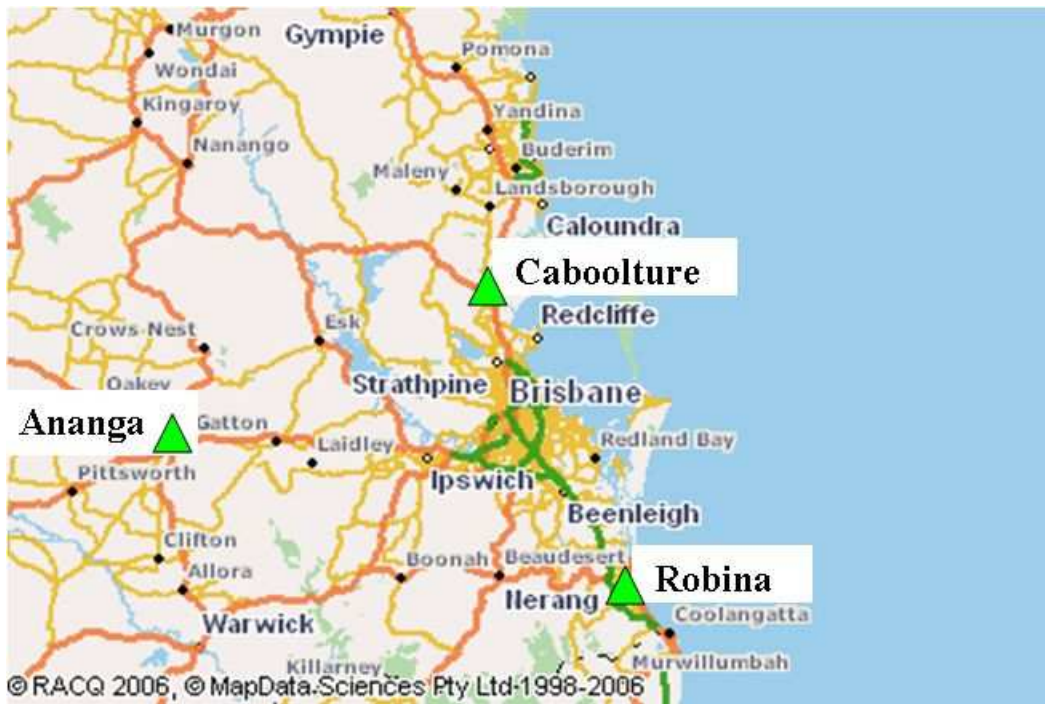 Murgon
Gympie
Pomona
Wondai
Kingaroy
Yandina
Nanango
Buderim
Maleny
Landsborough
Caloundra
Caboolture
Redcliffe
Esk
Crows-Nest
Oakey
Strathpine
Brisbane
Ananga
Gatton
Laidley
Redland Bay
Pittsworth
Ipswich
Beenleigh
Clifton
Allora
Boonah
Beaudesert
Robina
Nerang
Coolangatta
Warwick
Murwillumbah
Killarney
© RACQ 2006, © MapData Sciences Pty Ltd 1998-2006